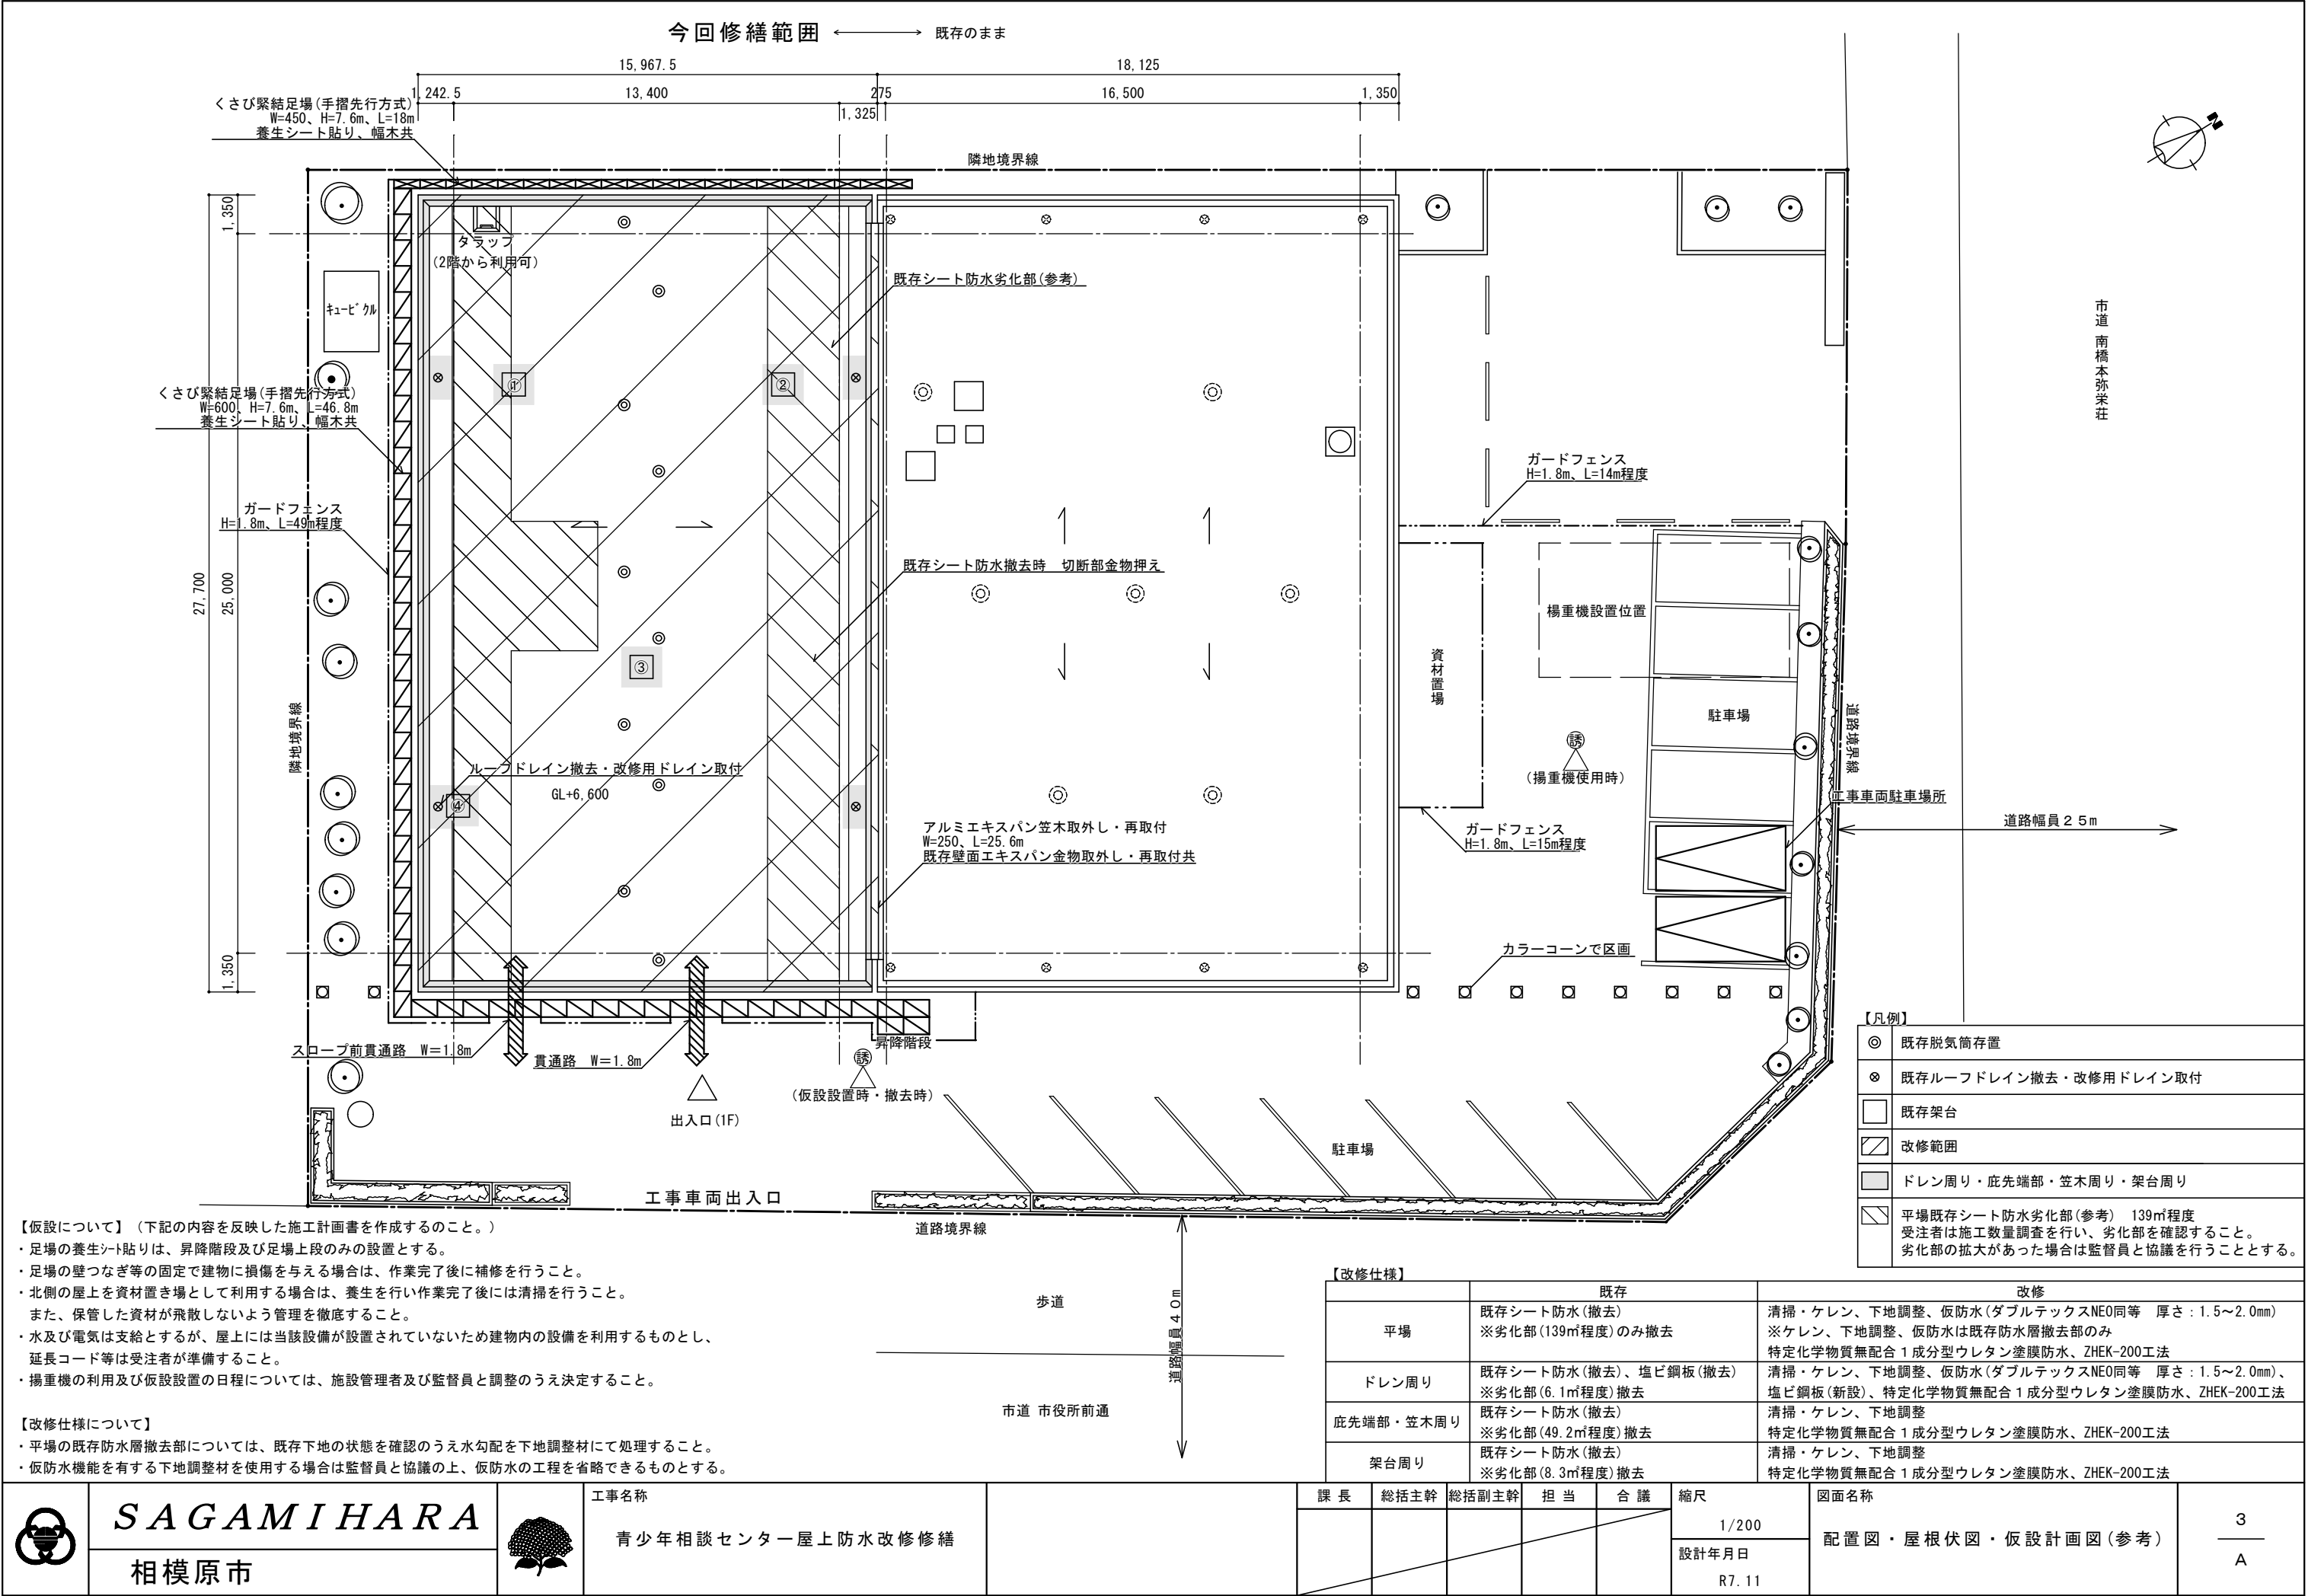 今回修繕範囲
既存のまま
15,967.5
18,125
1,242.5
13,400
1,325
275
16,500
1,350
くさび緊結足場(手摺先行方式)
W=450、H=7.6m、L=18m
養生シート貼り、幅木共
隣地境界線
N
1,350
27,700
25,000
1,350
タラップ
(2階から利用可)
キュービクル
既存シート防水劣化部(参考)
①
②
くさび緊結足場(手摺先行方式)
W=600、H=7.6m、L=46.8m
養生シート貼り、幅木共
ガードフェンス
H=1.8m、L=49m程度
ガードフェンス
H=1.8m、L=14m程度
市道 南橋本弥栄荘
既存シート防水撤去時 切断部金物押え
揚重機設置位置
③
資材置場
駐車場
隣地境界線
道路境界線
誘
(揚重機使用時)
ルーフドレイン撤去・改修用ドレイン取付
GL+6,600
④
工事車両駐車場所
道路幅員25m
アルミエキスパン笠木取外し・再取付
W=250、L=25.6m
既存壁面エキスパン金物取外し・再取付共
ガードフェンス
H=1.8m、L=15m程度
カラーコーンで区画
スロープ前貫通路 W=1.8m
貫通路 W=1.8m
昇降階段
誘
(仮設設置時・撤去時)
出入口(1F)
駐車場
工事車両出入口
道路境界線
歩道
道路幅員40m
市道 市役所前通
【凡例】
既存脱気筒存置
既存ルーフドレイン撤去・改修用ドレイン取付
既存架台
改修範囲
ドレン周り・庇先端部・笠木周り・架台周り
平場既存シート防水劣化部(参考) 139㎡程度
受注者は施工数量調査を行い、劣化部を確認すること。
劣化部の拡大があった場合は監督員と協議を行うこととする。
【仮設について】(下記の内容を反映した施工計画書を作成するのこと。)
・足場の養生シート貼りは、昇降階段及び足場上段のみの設置とする。
・足場の壁つなぎ等の固定で建物に損傷を与える場合は、作業完了後に補修を行うこと。
・北側の屋上を資材置き場として利用する場合は、養生を行い作業完了後には清掃を行うこと。
また、保管した資材が飛散しないよう管理を徹底すること。
・水及び電気は支給とするが、屋上には当該設備が設置されていないため建物内の設備を利用するものとし、
延長コード等は受注者が準備すること。
・揚重機の利用及び仮設設置の日程については、施設管理者及び監督員と調整のうえ決定すること。
【改修仕様について】
・平場の既存防水層撤去部については、既存下地の状態を確認のうえ水勾配を下地調整材にて処理すること。
・仮防水機能を有する下地調整材を使用する場合は監督員と協議の上、仮防水の工程を省略できるものとする。
【改修仕様】
既存 改修
平場
既存シート防水(撤去)
※劣化部(139㎡程度)のみ撤去
清掃・ケレン、下地調整、仮防水(ダブルテックスNEO同等 厚さ:1.5〜2.0mm)
※ケレン、下地調整、仮防水は既存防水層撤去部のみ
特定化学物質無配合1成分型ウレタン塗膜防水、ZHEK-200工法
ドレン周り
既存シート防水(撤去)、塩ビ鋼板(撤去)
※劣化部(6.1㎡程度)撤去
清掃・ケレン、下地調整、仮防水(ダブルテックスNEO同等 厚さ:1.5〜2.0mm)、
塩ビ鋼板(新設)、特定化学物質無配合1成分型ウレタン塗膜防水、ZHEK-200工法
庇先端部・笠木周り
既存シート防水(撤去)
※劣化部(49.2㎡程度)撤去
清掃・ケレン、下地調整
特定化学物質無配合1成分型ウレタン塗膜防水、ZHEK-200工法
架台周り
既存シート防水(撤去)
※劣化部(8.3㎡程度)撤去
清掃・ケレン、下地調整
特定化学物質無配合1成分型ウレタン塗膜防水、ZHEK-200工法
SAGAMIHARA
相模原市
工事名称
青少年相談センター屋上防水改修修繕
課長 総括主幹 総括副主幹 担当 合議
縮尺
1/200
設計年月日
R7.11
図面名称
配置図・屋根伏図・仮設計画図(参考)
3
A